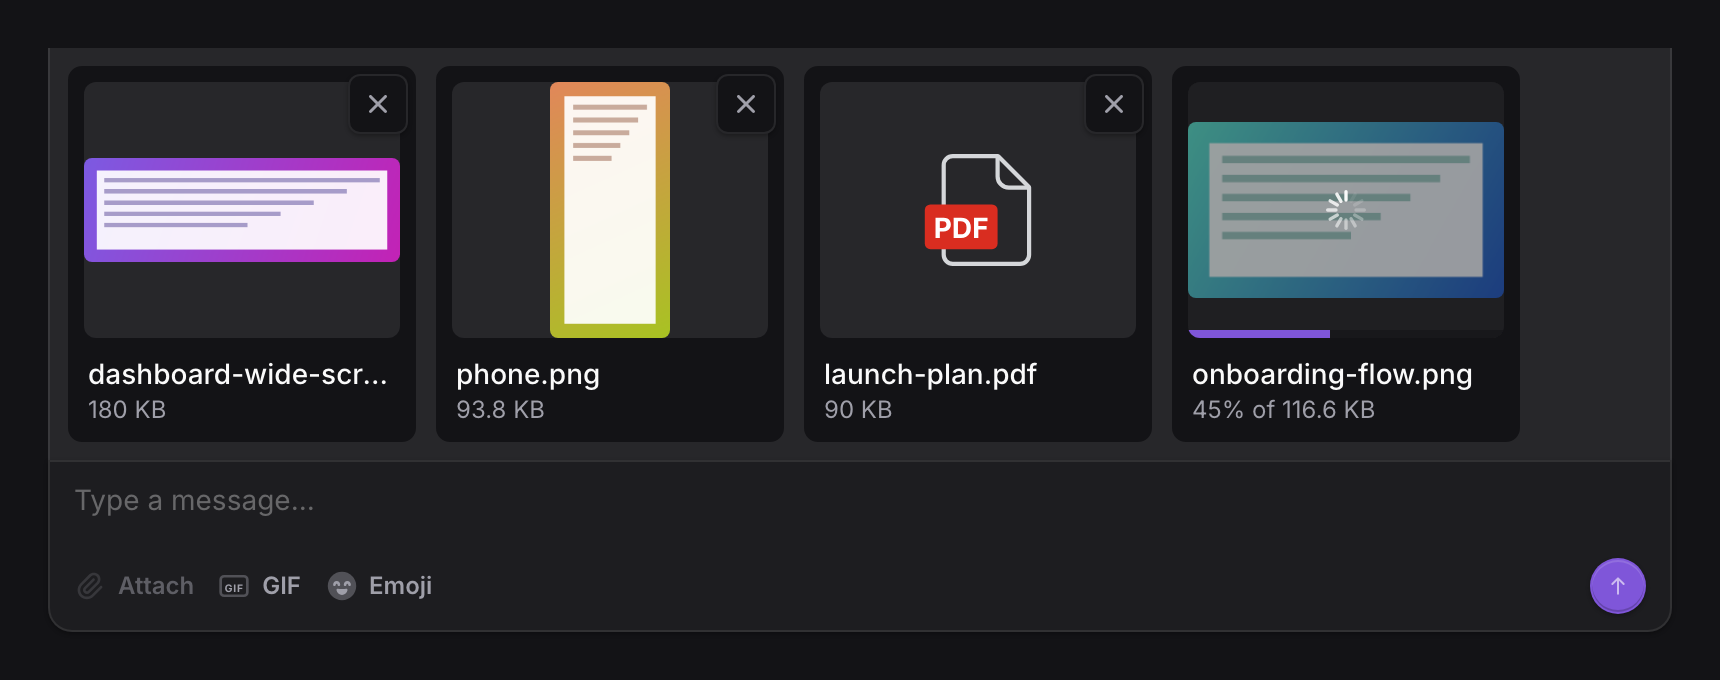 dashboard-wide-scr...
180 KB
phone.png
93.8 KB
PDF
launch-plan.pdf
90 KB
onboarding-flow.png
45% of 116.6 KB
Type a message...
Attach
GIF GIF
Emoji